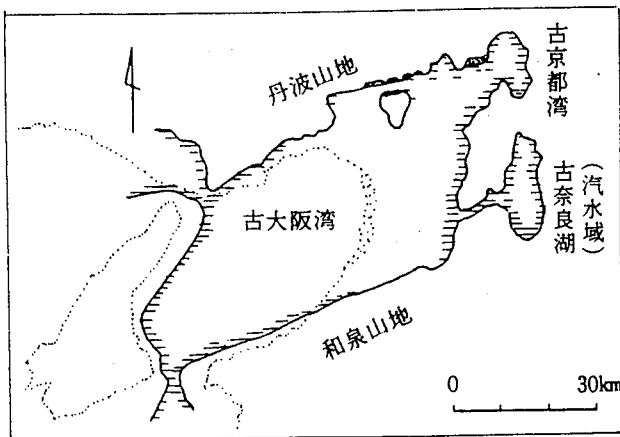 古京都湾
丹波山地
(汽水域)
古奈良湖
古大阪湾
和泉山地
0 30km